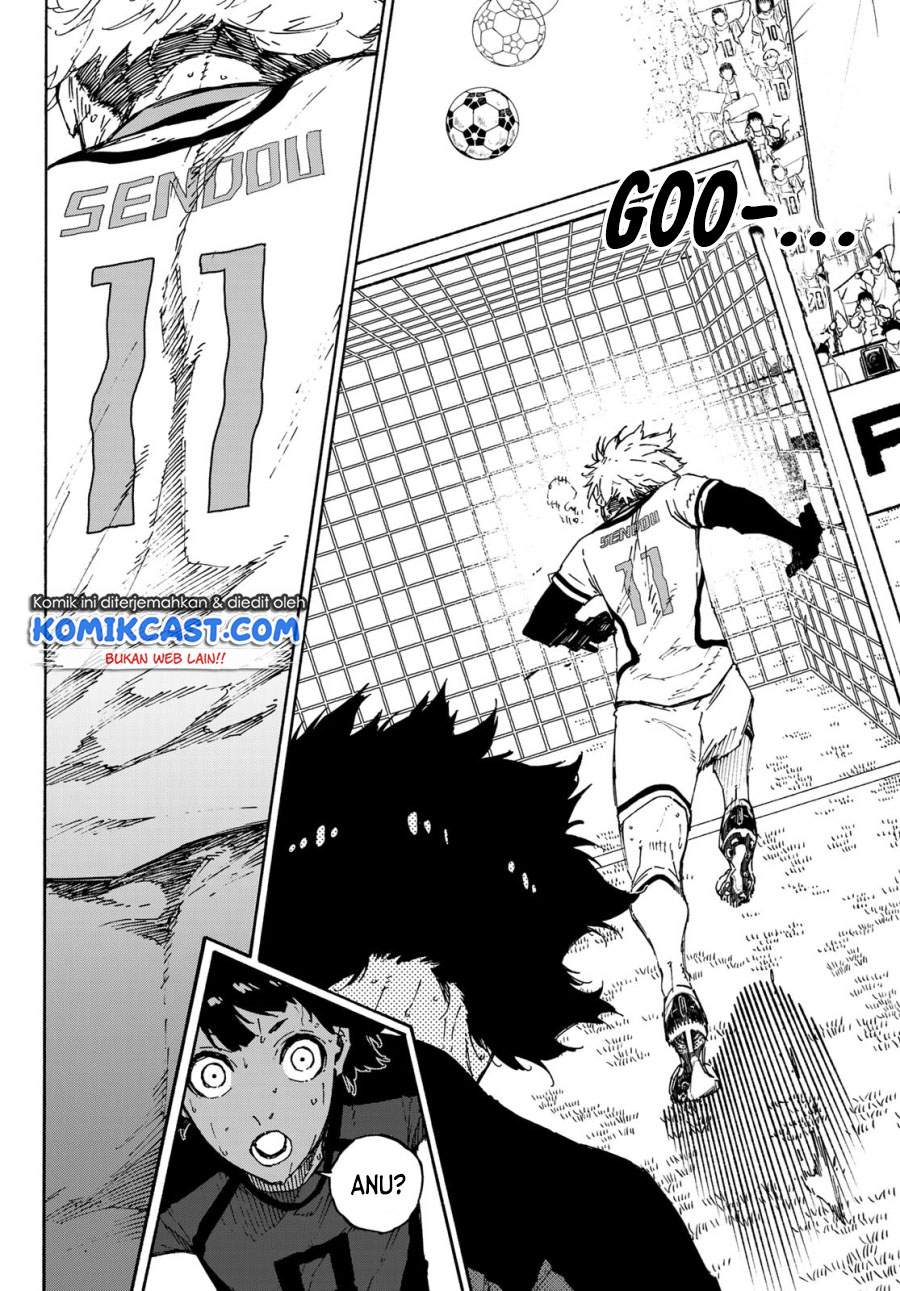 SENDOU
11
GOO-...
SENDOU
11
Komik ini diterjemahkan & diedit oleh
KOMIKCAST.COM
BUKAN WEB LAIN!!
ANU?